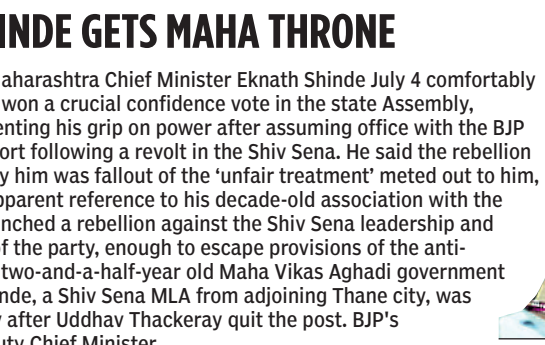 INDE GETS MAHA THRONE
aharashtra Chief Minister Eknath Shinde July 4 comfortably
won a crucial confidence vote in the state Assembly,
enting his grip on power after assuming office with the BJP
ort following a revolt in the Shiv Sena. He said the rebellion
y him was fallout of the ‘unfair treatment’ meted out to him,
pparent reference to his decade-old association with the
nched a rebellion against the Shiv Sena leadership and
of the party, enough to escape provisions of the anti-
two-and-a-half-year old Maha Vikas Aghadi government
nde, a Shiv Sena MLA from adjoining Thane city, was
y after Uddhav Thackeray quit the post. BJP's
uty Chief Minister